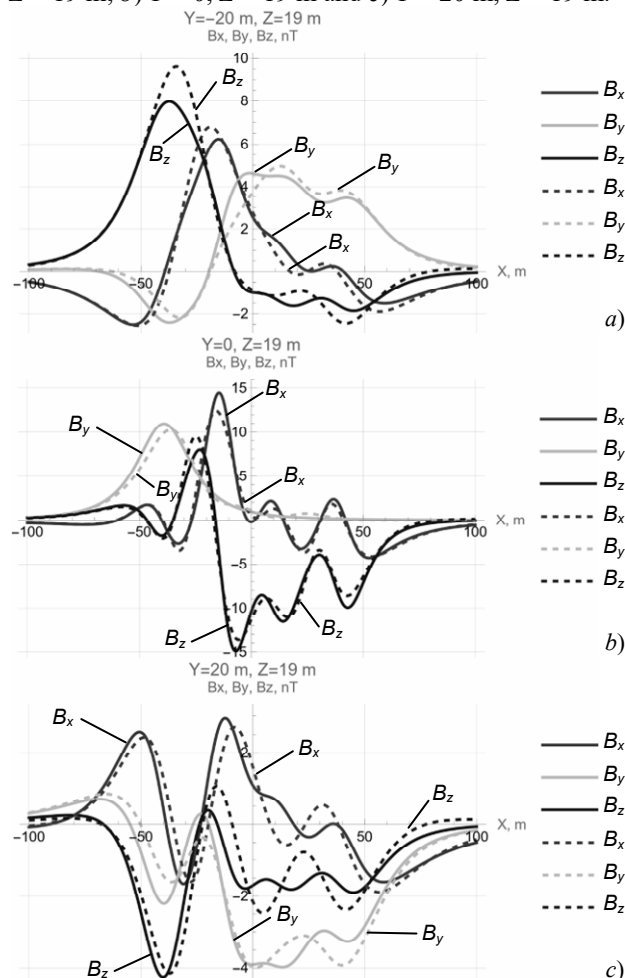 Z = 19 m; b) Y = 0, Z = 19 m and c) Y = 20 m, Z = 19 m.
Y=−20 m, Z=19 m
Bx, By, Bz, nT
10
8
6
4
2
−2
−100
−50
0
50
100
X, m
Bz
Bz
By
By
Bx
Bx
Bx
By
Bz
Bx
By
Bz
a)
Y=0, Z=19 m
Bx, By, Bz, nT
15
10
5
−5
−10
−15
−100
−50
0
50
100
X, m
By
By
Bx
Bx
Bz
Bz
Bx
By
Bz
Bx
By
Bz
b)
Y=20 m, Z=19 m
Bx, By, Bz, nT
2
−2
−4
−100
−50
0
50
100
X, m
Bx
Bx
Bz
By
By
Bz
Bx
By
Bz
Bx
By
Bz
c)